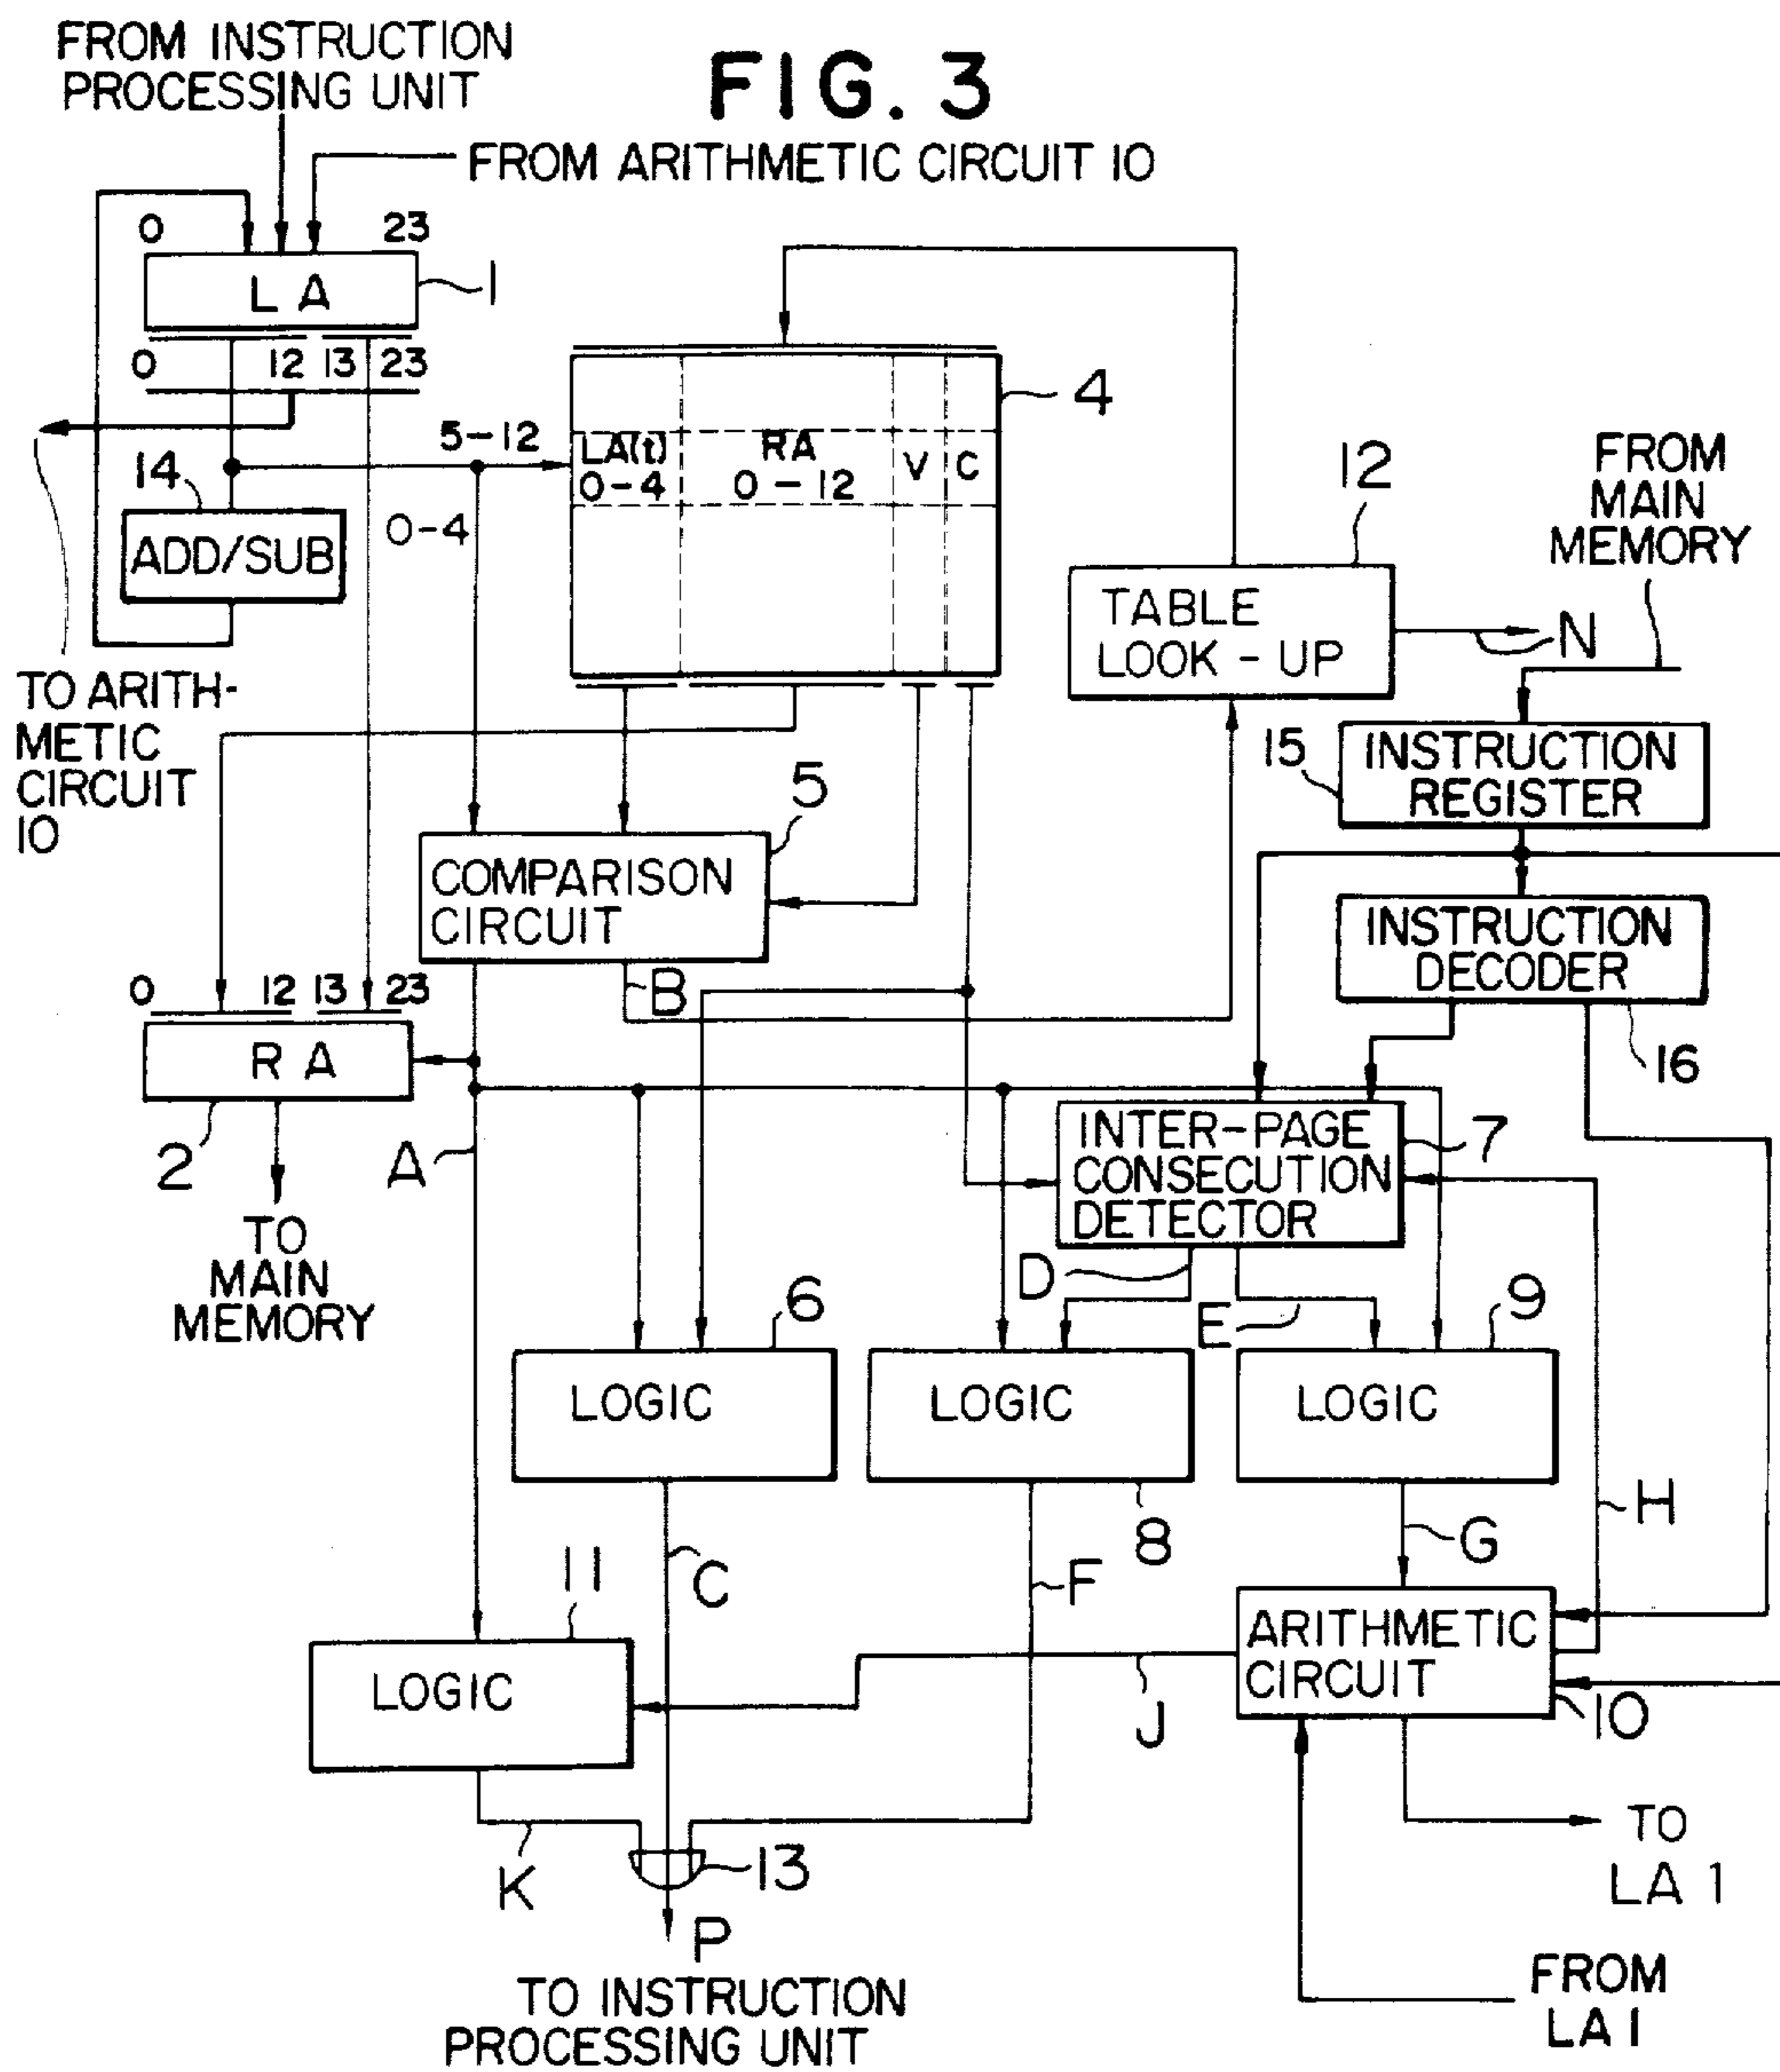 FROM INSTRUCTION
PROCESSING UNIT
FIG. 3
FROM ARITHMETIC CIRCUIT 10
0 23
L A
1
0 12 13 23
5-12
14
ADD/SUB
0-4
LA(t)
0-4
RA
0-12
V
C
4
12
TABLE
LOOK-UP
N
FROM
MAIN
MEMORY
TO ARITH-
METIC
CIRCUIT
10
15
INSTRUCTION
REGISTER
5
COMPARISON
CIRCUIT
INSTRUCTION
DECODER
16
0 12 13 23
B
R A
2
A
TO
MAIN
MEMORY
INTER-PAGE
CONSECUTION
DETECTOR
7
D
E
6
9
LOGIC
LOGIC
LOGIC
8
H
G
C
F
11
LOGIC
ARITHMETIC
CIRCUIT
10
J
K
13
P
TO INSTRUCTION
PROCESSING UNIT
TO
LA 1
FROM
LA 1